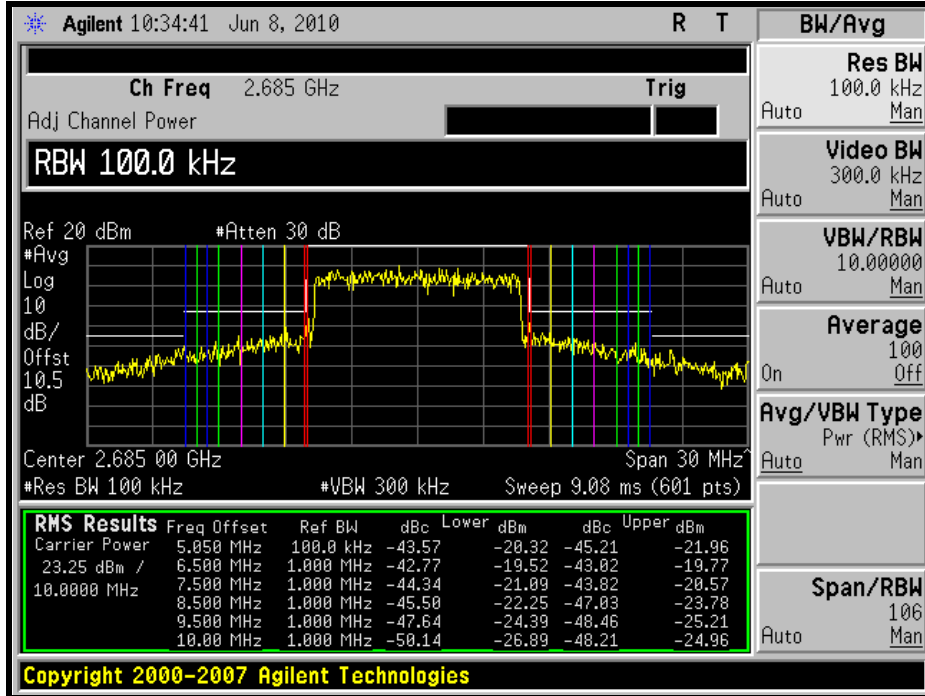 Agilent 10:34:41 Jun 8, 2010 R T
BW/Avg
Ch Freq 2.685 GHz Trig
Adj Channel Power
RBW 100.0 kHz
Ref 20 dBm #Atten 30 dB
#Avg
Log
10
dB/
Offst
10.5
dB
Center 2.685 00 GHz Span 30 MHz^
#Res BW 100 kHz #VBW 300 kHz Sweep 9.08 ms (601 pts)
RMS Results Freq Offset Ref BW dBc Lower dBm dBc Upper dBm
Carrier Power 5.050 MHz 100.0 kHz -43.57 -20.32 -45.21 -21.96
23.25 dBm / 6.500 MHz 1.000 MHz -42.77 -19.52 -43.02 -19.77
10.0000 MHz 7.500 MHz 1.000 MHz -44.34 -21.09 -43.82 -20.57
8.500 MHz 1.000 MHz -45.50 -22.25 -47.03 -23.78
9.500 MHz 1.000 MHz -47.64 -24.39 -48.46 -25.21
10.00 MHz 1.000 MHz -50.14 -26.89 -48.21 -24.96
Copyright 2000-2007 Agilent Technologies
Res BW
100.0 kHz
Auto Man
Video BW
300.0 kHz
Auto Man
VBW/RBW
10.00000
Auto Man
Average
100
On Off
Avg/VBW Type
Pwr (RMS)▸
Auto Man
Span/RBW
106
Auto Man